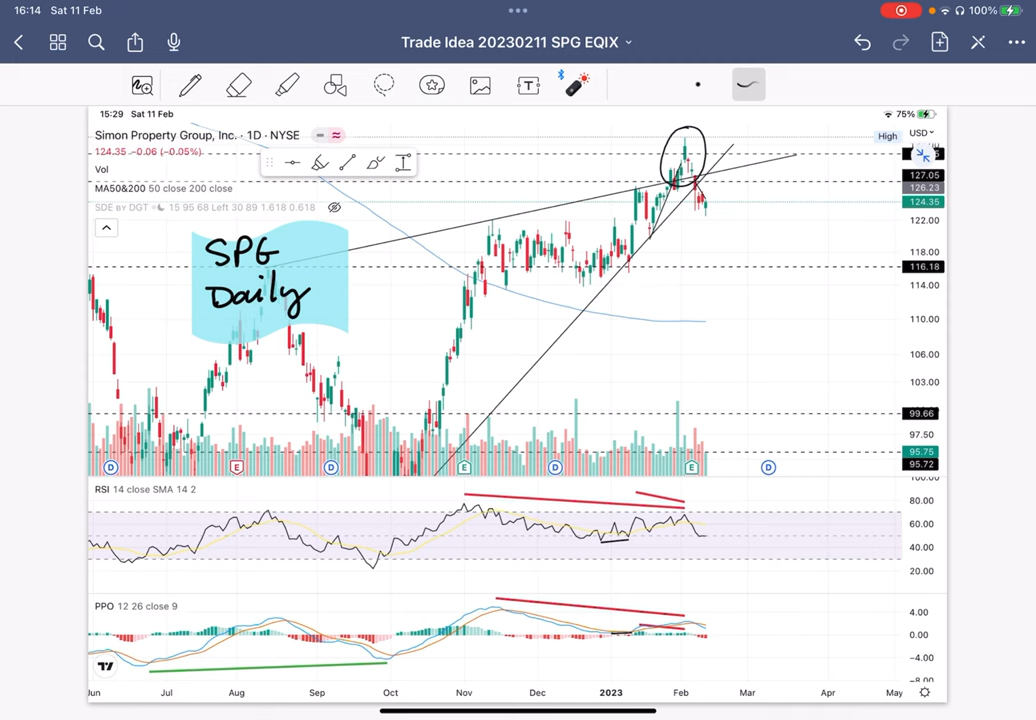 16:14 Sat 11 Feb
100%
Trade Idea 20230211 SPG EQIX
T
15:29 Sat 11 Feb
75%
Simon Property Group, Inc. · 1D · NYSE
High
USD
124.35 −0.06 (−0.05%)
Vol
127.05
MA50&200 50 close 200 close
126.23
SDE BY DGT 15 95 68 Left 30 89 1.618 0.618
124.35
122.00
SPG
Daily
118.00
116.18
114.00
110.00
106.00
103.00
99.66
97.50
95.75
95.72
D E D E D E D
RSI 14 close SMA 14 2
100.00
80.00
60.00
40.00
20.00
PPO 12 26 close 9
4.00
0.00
−4.00
−8.00
Jun Jul Aug Sep Oct Nov Dec 2023 Feb Mar Apr May